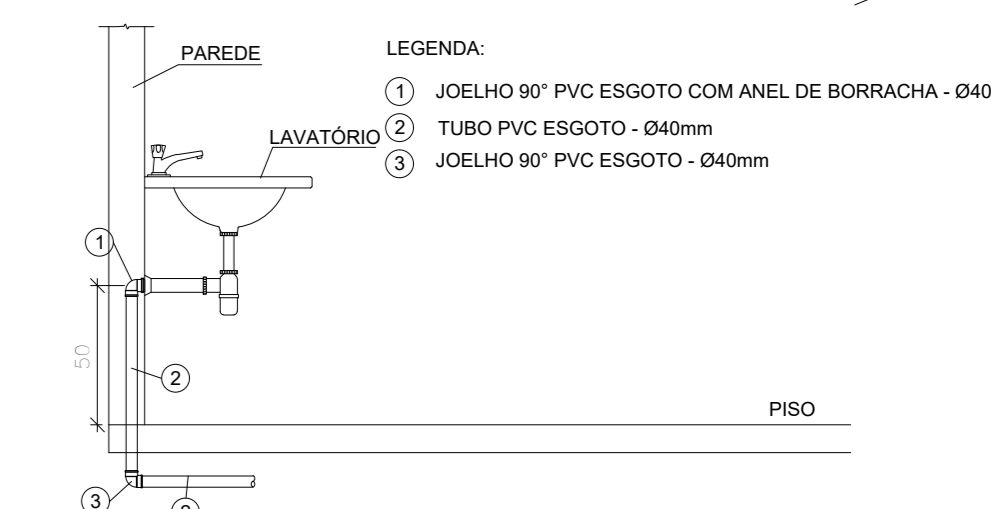 PAREDE
LEGENDA:
1 JOELHO 90° PVC ESGOTO COM ANEL DE BORRACHA - Ø40
LAVATÓRIO
2 TUBO PVC ESGOTO - Ø40mm
3 JOELHO 90° PVC ESGOTO - Ø40mm
1
50
2
PISO
3